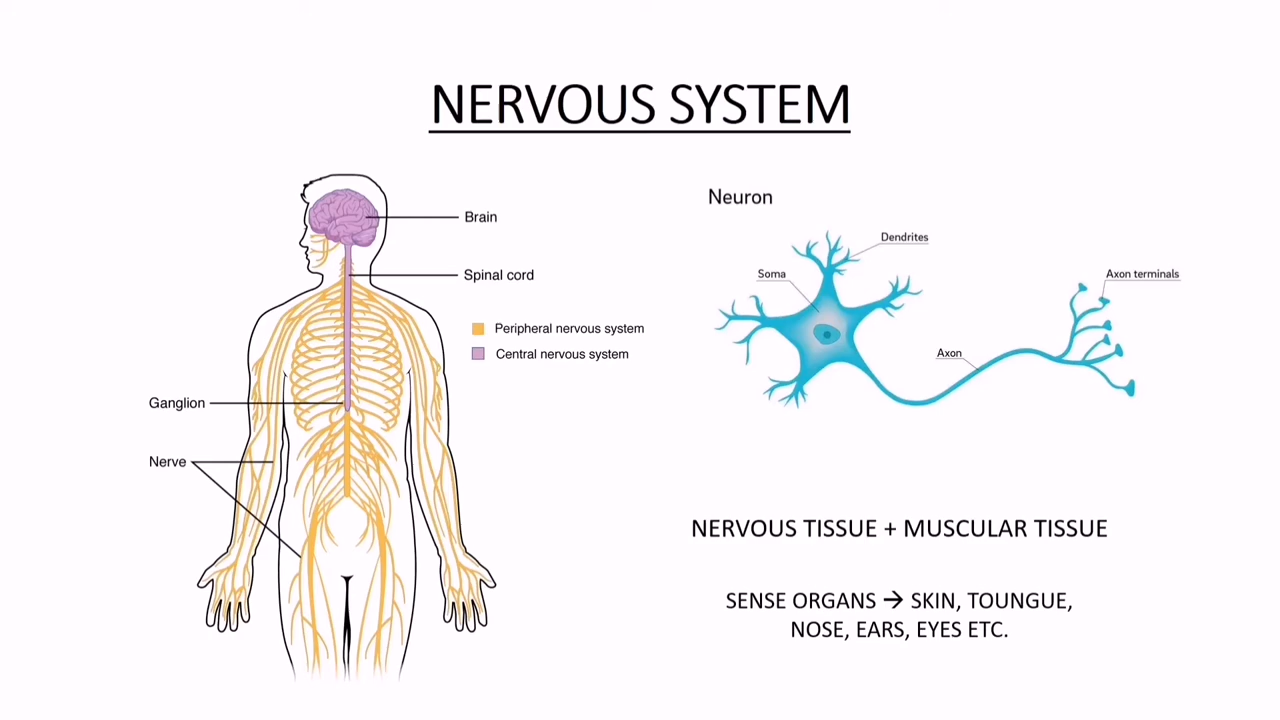 NERVOUS SYSTEM
Brain
Spinal cord
Peripheral nervous system
Central nervous system
Ganglion
Nerve
Neuron
Dendrites
Soma
Axon terminals
Axon
NERVOUS TISSUE + MUSCULAR TISSUE
SENSE ORGANS → SKIN, TOUNGUE,
NOSE, EARS, EYES ETC.